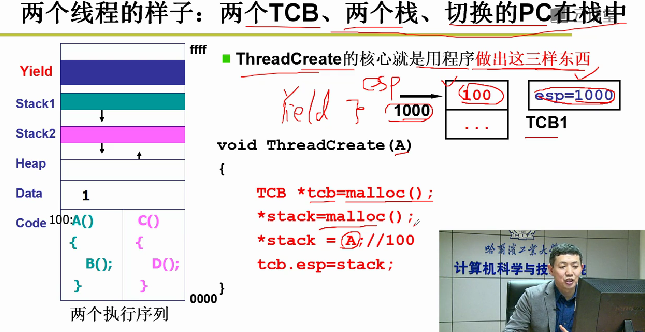 两个线程的样子：两个TCB、两个栈、切换的PC在栈中
ffff
Yield
Stack1
Stack2
Heap
Data
1
Code
100:A()
{
B();
}
C()
{
D();
}
0000
两个执行序列
ThreadCreate的核心就是用程序做出这三样东西
Yield
esp
1000
100
...
esp=1000
TCB1
void ThreadCreate(A)
{
TCB *tcb=malloc();
*stack=malloc();
*stack = A;//100
tcb.esp=stack;
}
哈尔滨工业大学
计算机科学与技